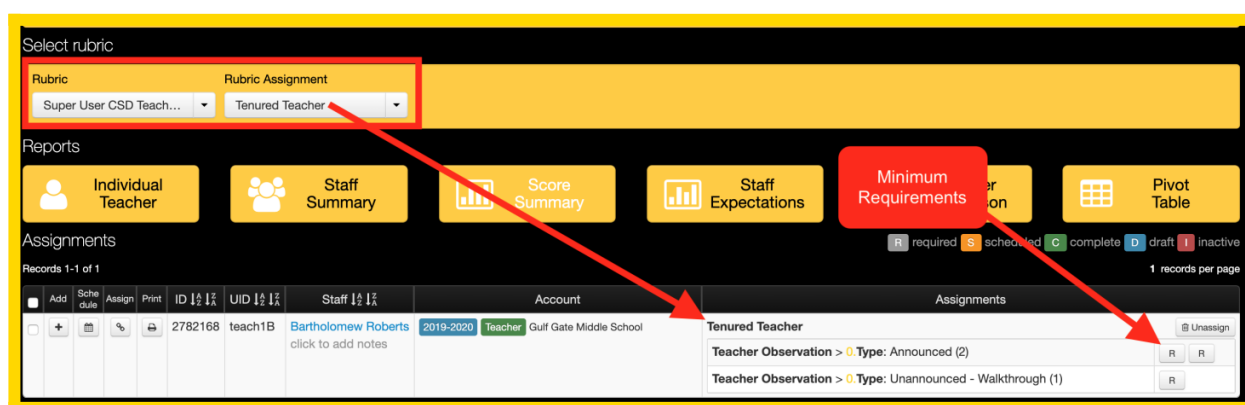 Select rubric
Rubric
Rubric Assignment
Super User CSD Teach...
Tenured Teacher
Reports
Individual
Teacher
Staff
Summary
Score
Summary
Staff
Expectations
Minimum
Requirements
er
son
Pivot
Table
Assignments
R required S scheduled C complete D draft I inactive
Records 1-1 of 1
1 records per page
Add Sche
dule Assign Print ID UID Staff Account Assignments
2782168 teach1B Bartholomew Roberts 2019-2020 Teacher Gulf Gate Middle School
click to add notes
Tenured Teacher
Unassign
Teacher Observation > 0.Type: Announced (2) R R
Teacher Observation > 0.Type: Unannounced - Walkthrough (1) R